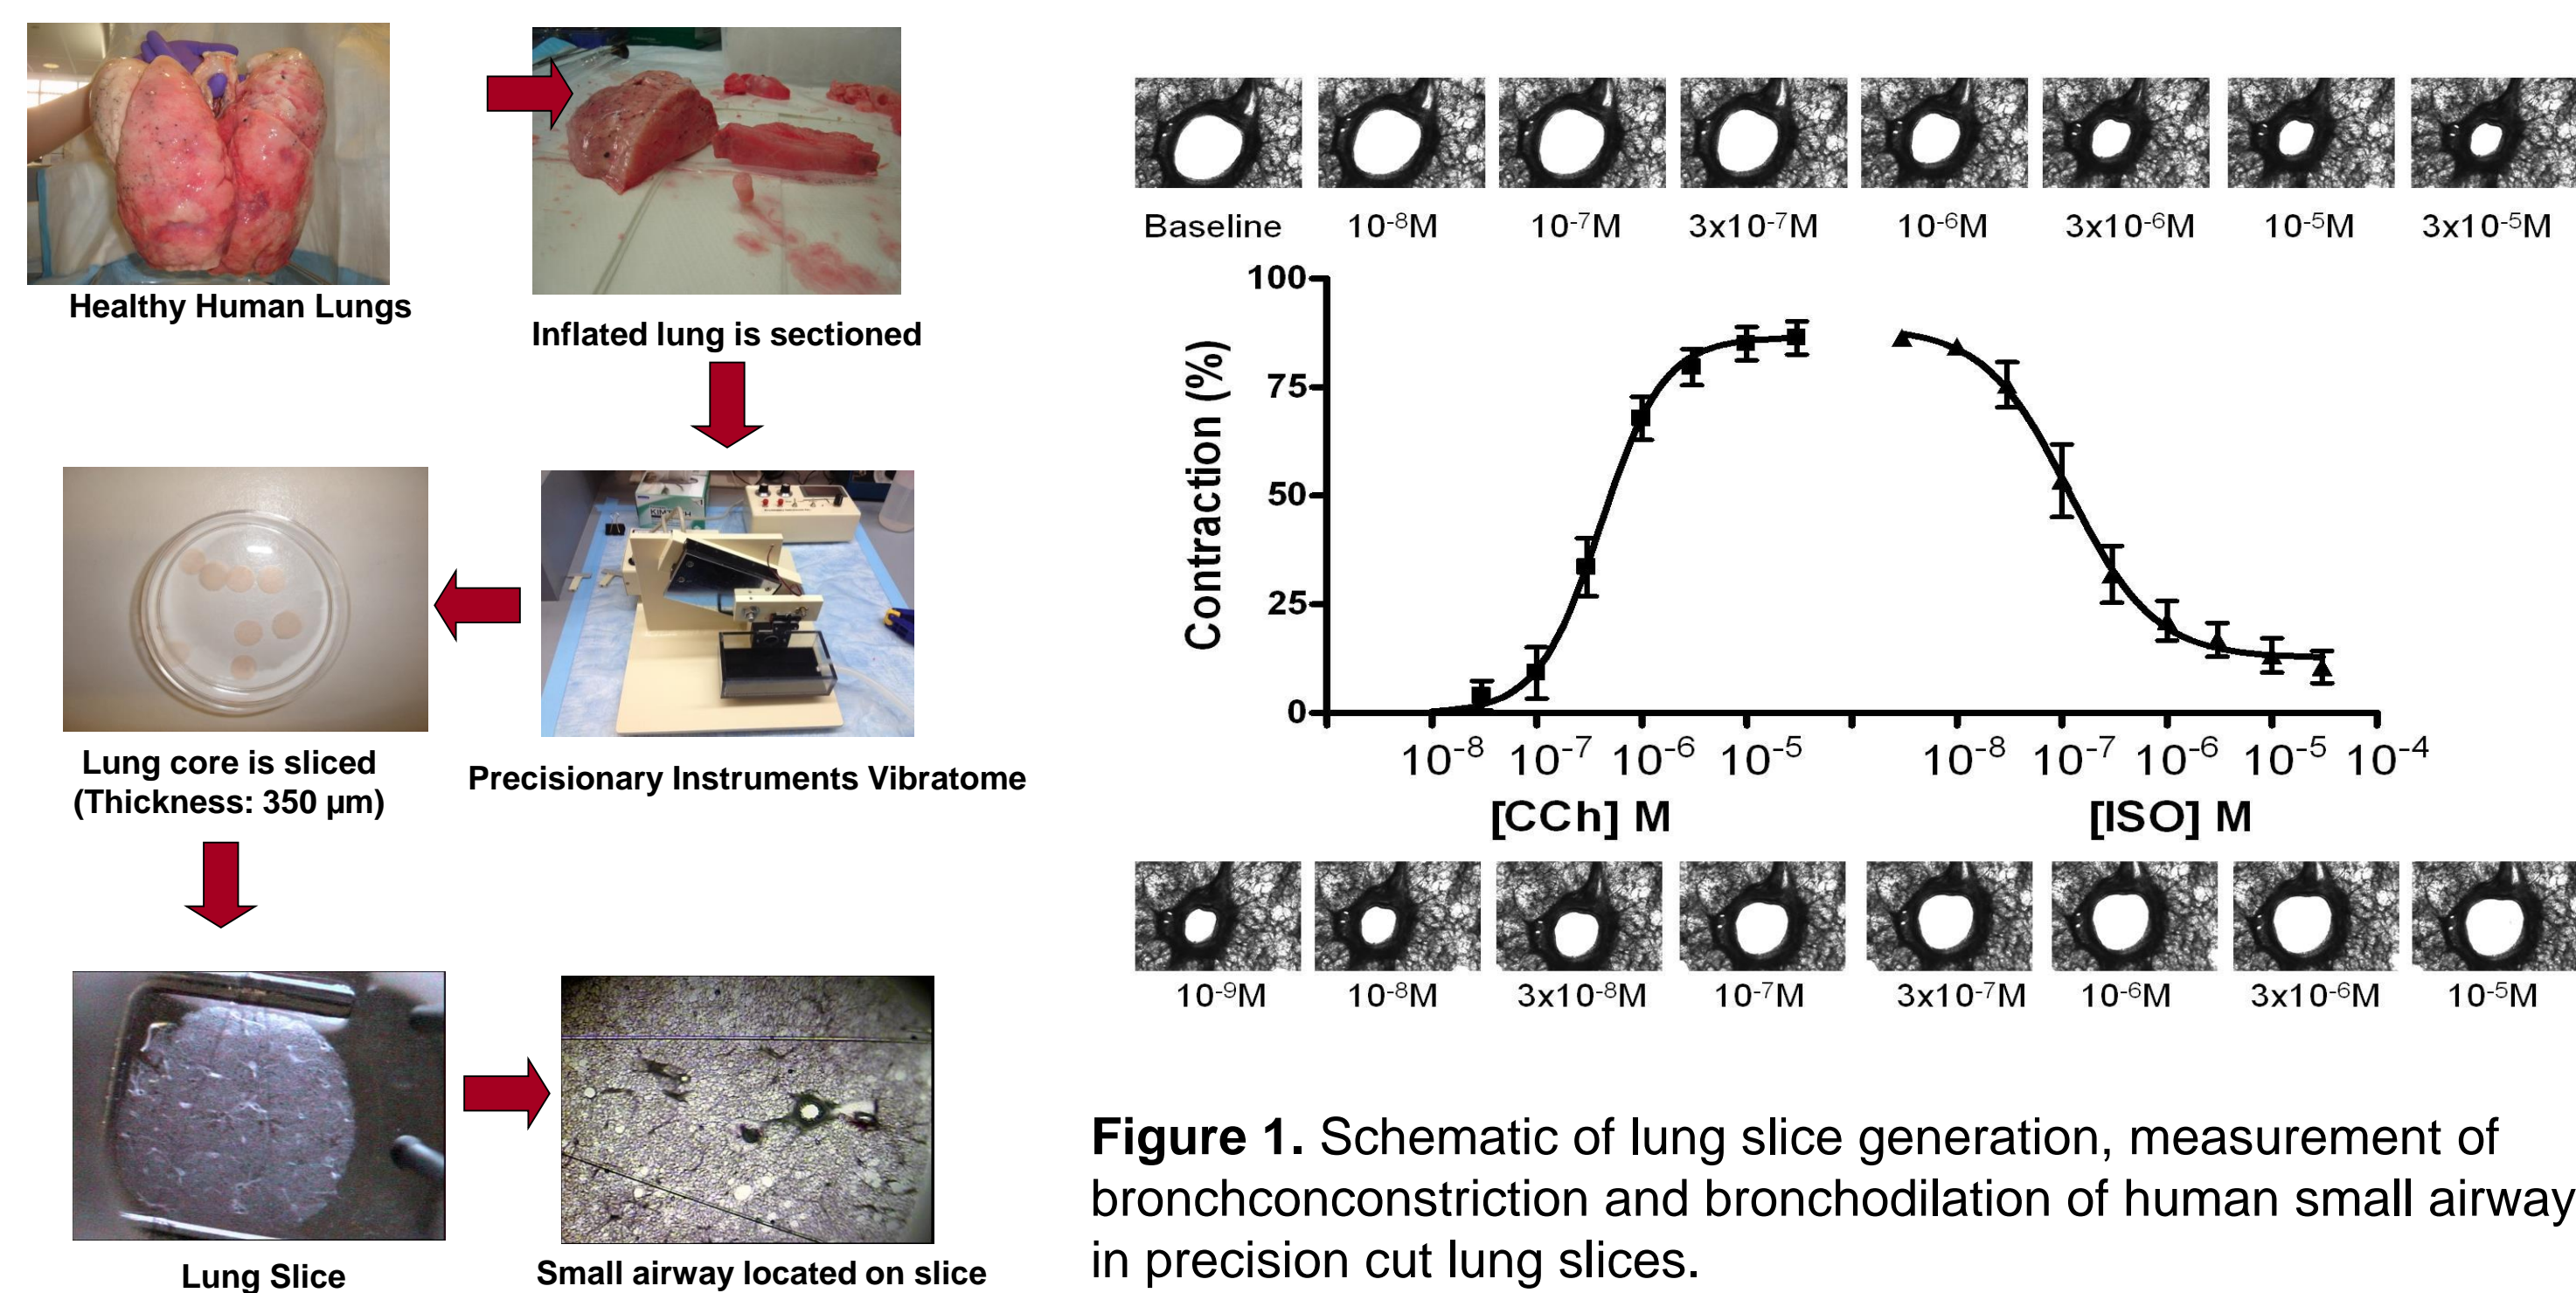 Healthy Human Lungs
Inflated lung is sectioned
Precisionary Instruments Vibratome
Lung core is sliced
(Thickness: 350 µm)
Lung Slice
Small airway located on slice
KIMTECH
Baseline 10⁻⁸M 10⁻⁷M 3x10⁻⁷M 10⁻⁶M 3x10⁻⁶M 10⁻⁵M 3x10⁻⁵M
Contraction (%)
100
75
50
25
0
10⁻⁸ 10⁻⁷ 10⁻⁶ 10⁻⁵ 10⁻⁸ 10⁻⁷ 10⁻⁶ 10⁻⁵ 10⁻⁴
[CCh] M [ISO] M
10⁻⁹M 10⁻⁸M 3x10⁻⁸M 10⁻⁷M 3x10⁻⁷M 10⁻⁶M 3x10⁻⁶M 10⁻⁵M
Figure 1. Schematic of lung slice generation, measurement of
bronchconconstriction and bronchodilation of human small airway
in precision cut lung slices.